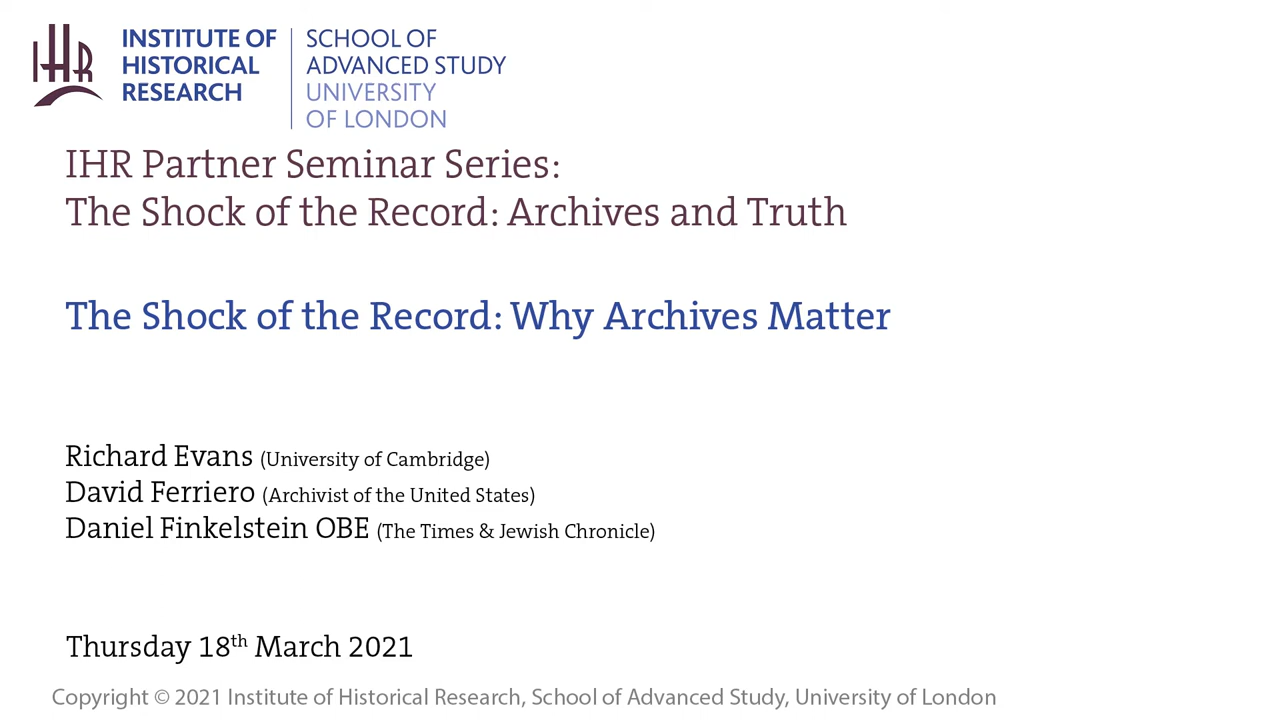 IHR
INSTITUTE OF
HISTORICAL
RESEARCH
SCHOOL OF
ADVANCED STUDY
UNIVERSITY
OF LONDON
IHR Partner Seminar Series:
The Shock of the Record: Archives and Truth
The Shock of the Record: Why Archives Matter
Richard Evans (University of Cambridge)
David Ferriero (Archivist of the United States)
Daniel Finkelstein OBE (The Times & Jewish Chronicle)
Thursday 18th March 2021
Copyright © 2021 Institute of Historical Research, School of Advanced Study, University of London